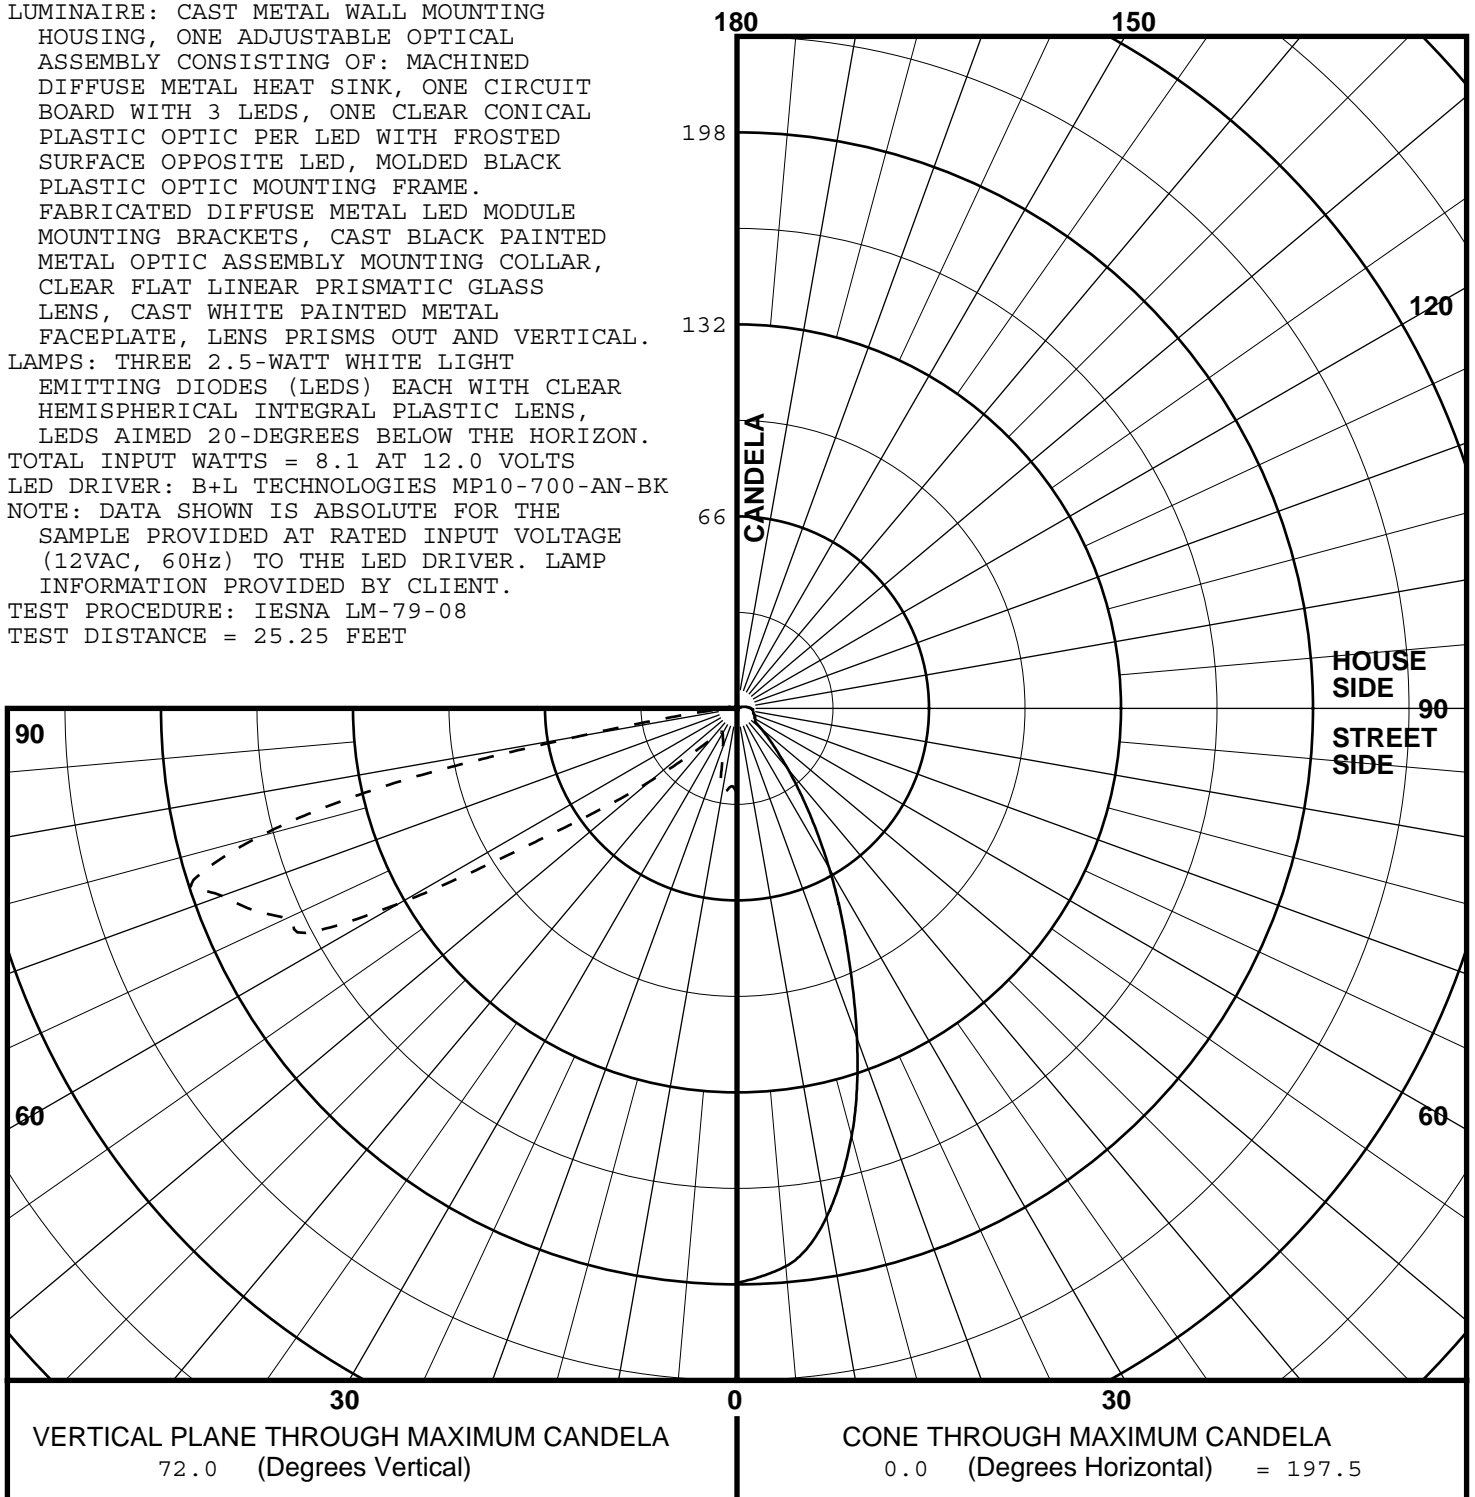 LUMINAIRE: CAST METAL WALL MOUNTING
HOUSING, ONE ADJUSTABLE OPTICAL
ASSEMBLY CONSISTING OF: MACHINED
DIFFUSE METAL HEAT SINK, ONE CIRCUIT
BOARD WITH 3 LEDS, ONE CLEAR CONICAL
PLASTIC OPTIC PER LED WITH FROSTED
SURFACE OPPOSITE LED, MOLDED BLACK
PLASTIC OPTIC MOUNTING FRAME.
FABRICATED DIFFUSE METAL LED MODULE
MOUNTING BRACKETS, CAST BLACK PAINTED
METAL OPTIC ASSEMBLY MOUNTING COLLAR,
CLEAR FLAT LINEAR PRISMATIC GLASS
LENS, CAST WHITE PAINTED METAL
FACEPLATE, LENS PRISMS OUT AND VERTICAL.
LAMPS: THREE 2.5-WATT WHITE LIGHT
EMITTING DIODES (LEDS) EACH WITH CLEAR
HEMISPHERICAL INTEGRAL PLASTIC LENS,
LEDS AIMED 20-DEGREES BELOW THE HORIZON.
TOTAL INPUT WATTS = 8.1 AT 12.0 VOLTS
LED DRIVER: B+L TECHNOLOGIES MP10-700-AN-BK
NOTE: DATA SHOWN IS ABSOLUTE FOR THE
SAMPLE PROVIDED AT RATED INPUT VOLTAGE
(12VAC, 60Hz) TO THE LED DRIVER. LAMP
INFORMATION PROVIDED BY CLIENT.
TEST PROCEDURE: IESNA LM-79-08
TEST DISTANCE = 25.25 FEET
180
150
198
120
132
CANDELA
66
HOUSE
SIDE
90
90
STREET
SIDE
60
60
30
0
30
VERTICAL PLANE THROUGH MAXIMUM CANDELA
72.0 (Degrees Vertical)
CONE THROUGH MAXIMUM CANDELA
0.0 (Degrees Horizontal) = 197.5